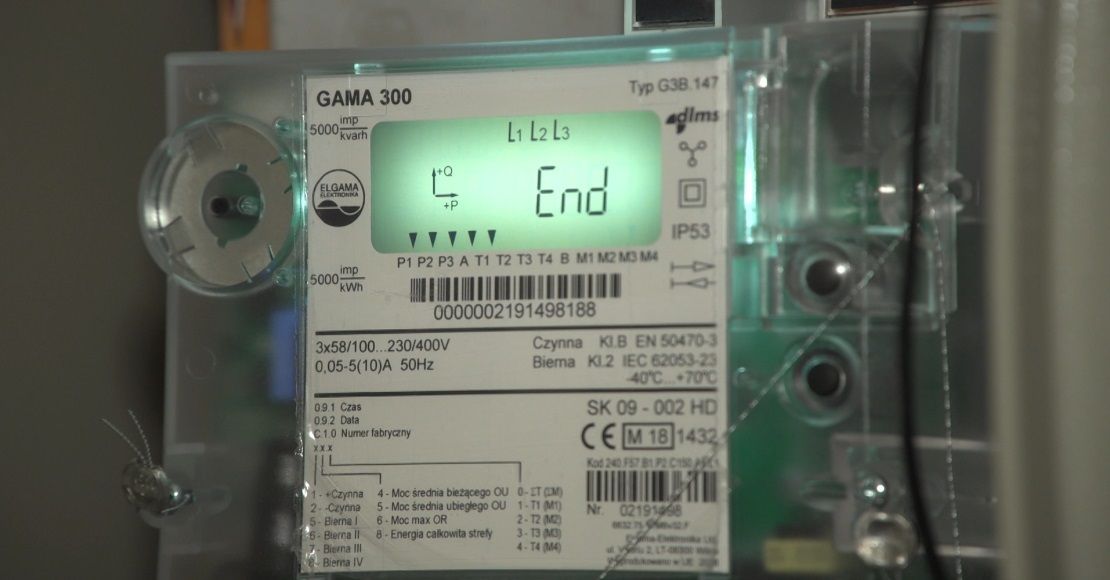 GAMA 300
Typ G3B.147
5000 imp
kvarh
L1 L2 L3
dlms
+Q
+P
End
ELGAMA
ELEKTRONIKA
IP53
P1 P2 P3 A T1 T2 T3 T4 B M1 M2 M3 M4
5000 imp
kWh
0000002191498188
3x58/100...230/400V
0,05-5(10)A 50Hz
Czynna Kl.B EN 50470-3
Bierna Kl.2 IEC 62053-23
-40°C...+70°C
0.9.1 Czas
0.9.2 Data
C.1.0 Numer fabryczny
x.x.x
SK 09 - 002 HD
CE M 18 1432
Nr. 02191498
1 - +Czynna
2 - -Czynna
5 - Bierna I
6 - Bierna II
7 - Bierna III
8 - Bierna IV
4 - Moc średnia bieżącego OU
5 - Moc średnia ubiegłego OU
6 - Moc max OR
8 - Energia całkowita strefy
0 - ΣT (ΣM)
1 - T1 (M1)
2 - T2 (M2)
3 - T3 (M3)
4 - T4 (M4)